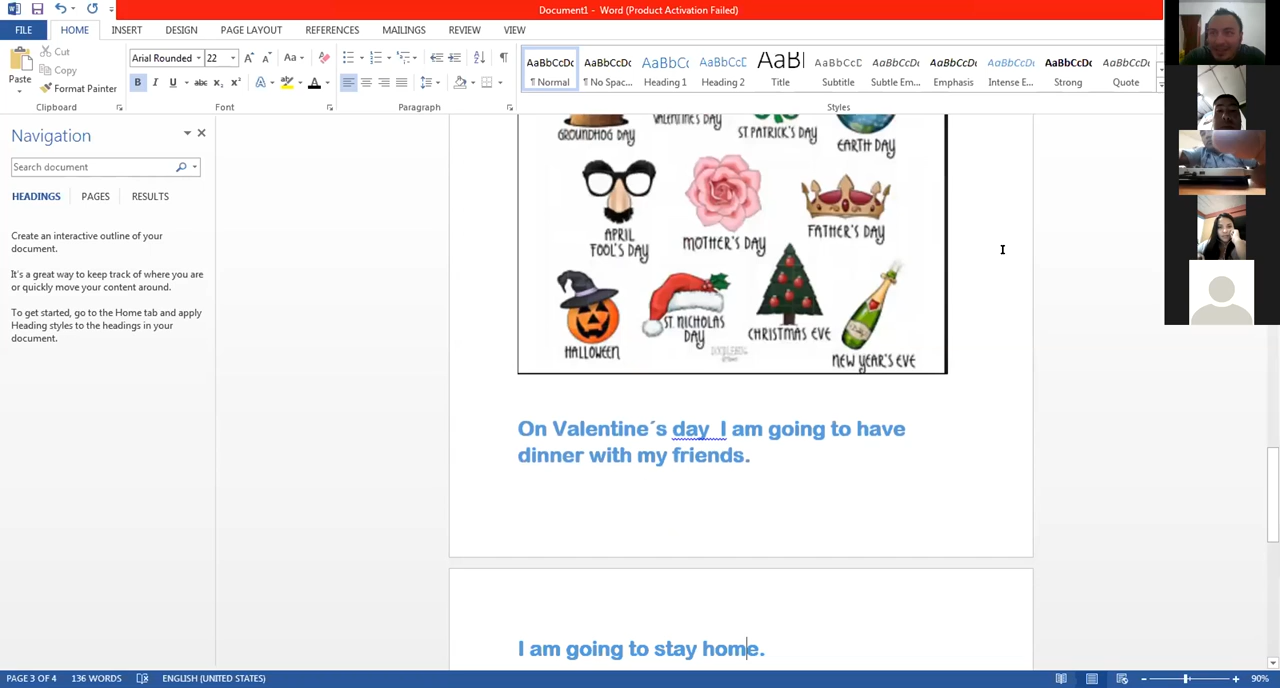 Document1 - Word (Product Activation Failed)
FILE HOME INSERT DESIGN PAGE LAYOUT REFERENCES MAILINGS REVIEW VIEW
Paste
Cut
Copy
Format Painter
Clipboard
Arial Rounded 22
Font
Paragraph
AaBbCcDc AaBbCcDc AaBbCc AaBbCcD AaBl AaBbCcD AaBbCcDc AaBbCcDc AaBbCcDc AaBbCcDc AaBbCcDc
¶ Normal ¶ No Spac... Heading 1 Heading 2 Title Subtitle Subtle Em... Emphasis Intense E... Strong Quote
Styles
Navigation
Search document
HEADINGS PAGES RESULTS
Create an interactive outline of your
document.
It's a great way to keep track of where you are
or quickly move your content around.
To get started, go to the Home tab and apply
Heading styles to the headings in your
document.
GROUNDHOG DAY
VALENTINE'S DAY
ST PATRICK'S DAY
EARTH DAY
APRIL
FOOL'S DAY
MOTHER'S DAY
FATHER'S DAY
HALLOWEEN
ST. NICHOLAS
DAY
CHRISTMAS EVE
NEW YEAR'S EVE
On Valentine´s day I am going to have
dinner with my friends.
I am going to stay home.
PAGE 3 OF 4 136 WORDS ENGLISH (UNITED STATES) 90%